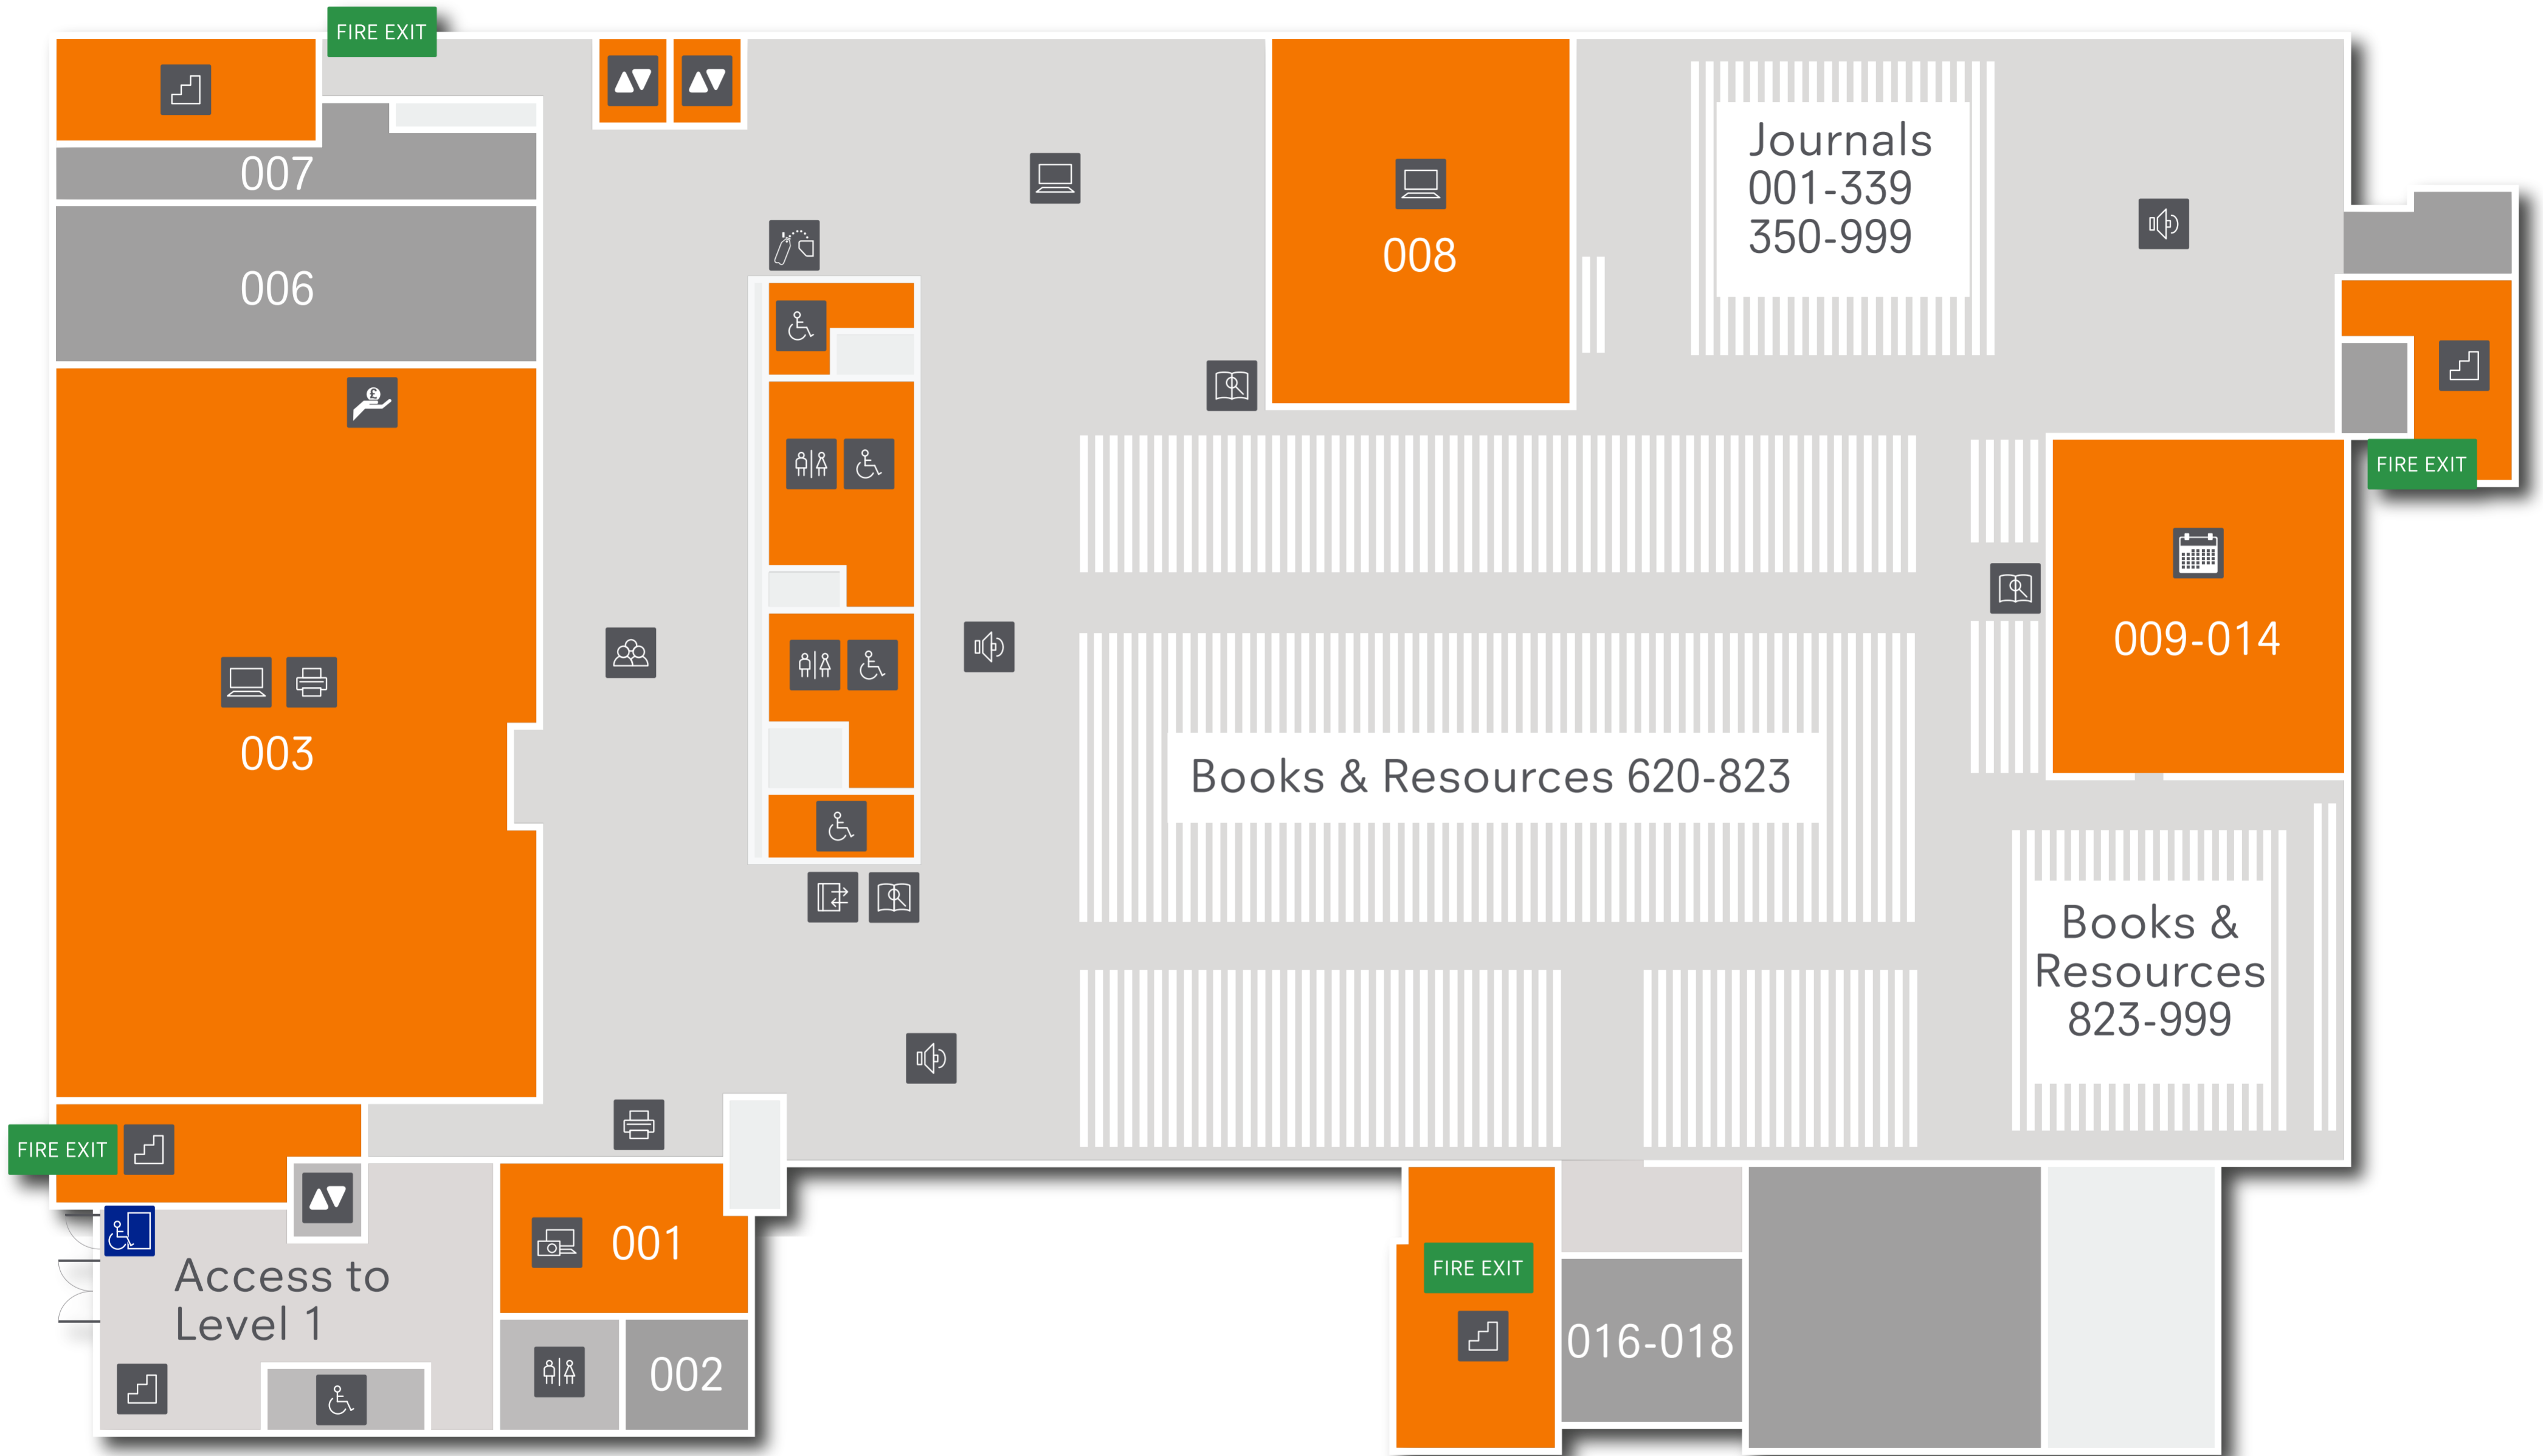 FIRE EXIT
007
006
008
Journals
001-339
350-999
£
FIRE EXIT
003
009-014
Books & Resources 620-823
Books &
Resources
823-999
FIRE EXIT
001
Access to
Level 1
FIRE EXIT
016-018
002